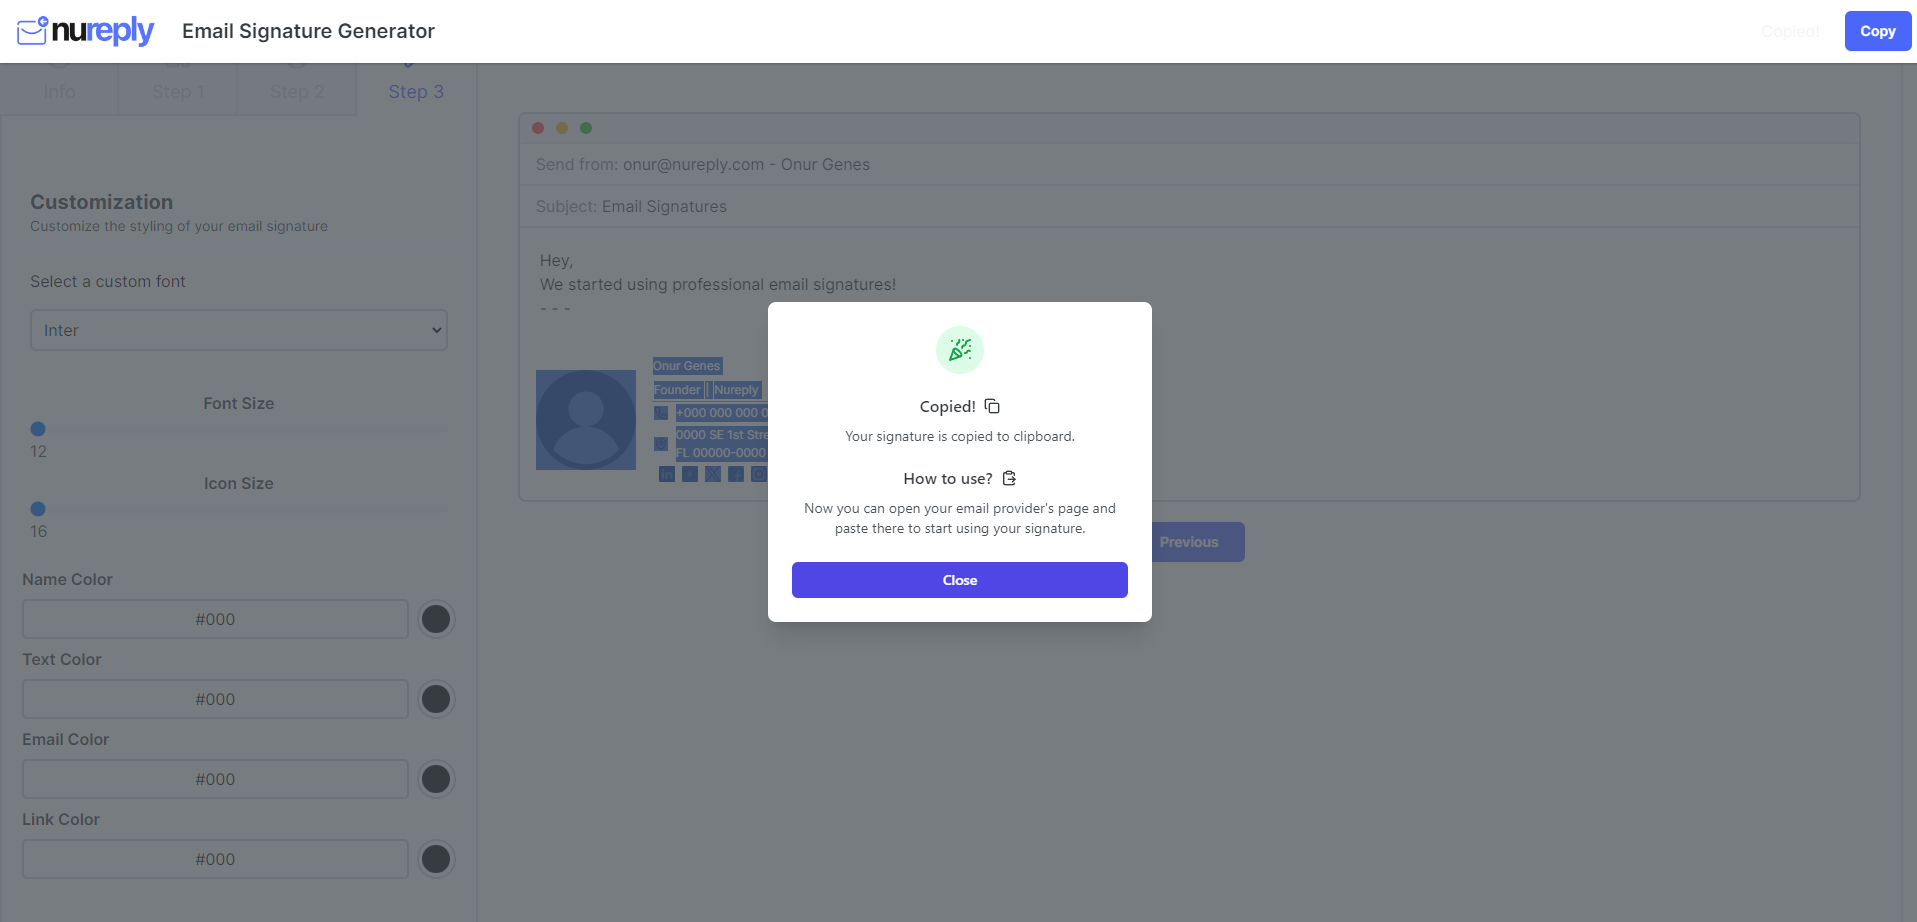 nureply
Email Signature Generator
Copied!
Copy
Info
Step 1
Step 2
Step 3
Customization
Customize the styling of your email signature
Select a custom font
Inter
Font Size
12
Icon Size
16
Name Color
#000
Text Color
#000
Email Color
#000
Link Color
#000
Send from: onur@nureply.com - Onur Genes
Subject: Email Signatures
Hey,
We started using professional email signatures!
- - -
Onur Genes
Founder | Nureply
+000 000 000 0
0000 SE 1st Stre
FL 00000-0000
Copied!
Your signature is copied to clipboard.
How to use?
Now you can open your email provider's page and
paste there to start using your signature.
Close
Previous